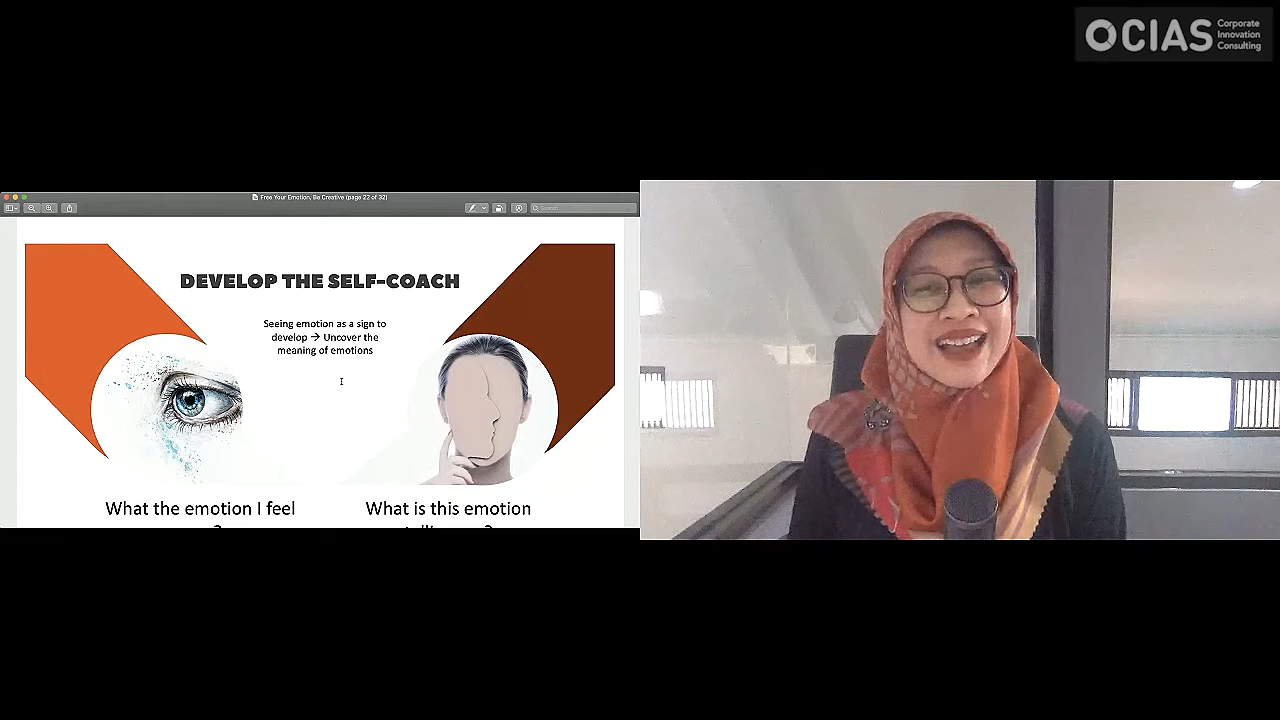 OCIAS
Corporate
Innovation
Consulting
Free Your Emotion, Be Creative (page 22 of 32)
Search
DEVELOP THE SELF-COACH
Seeing emotion as a sign to
develop → Uncover the
meaning of emotions
What the emotion I feel
What is this emotion